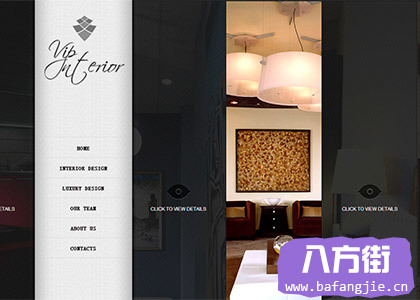 Vip
Interior
HOME
INTERIOR DESIGN
LUXURY DESIGN
OUR TEAM
ABOUT US
CONTACTS
DETAILS
CLICK TO VIEW DETAILS
CLICK TO VIEW DETAILS
八方街
www.bafangjie.cn